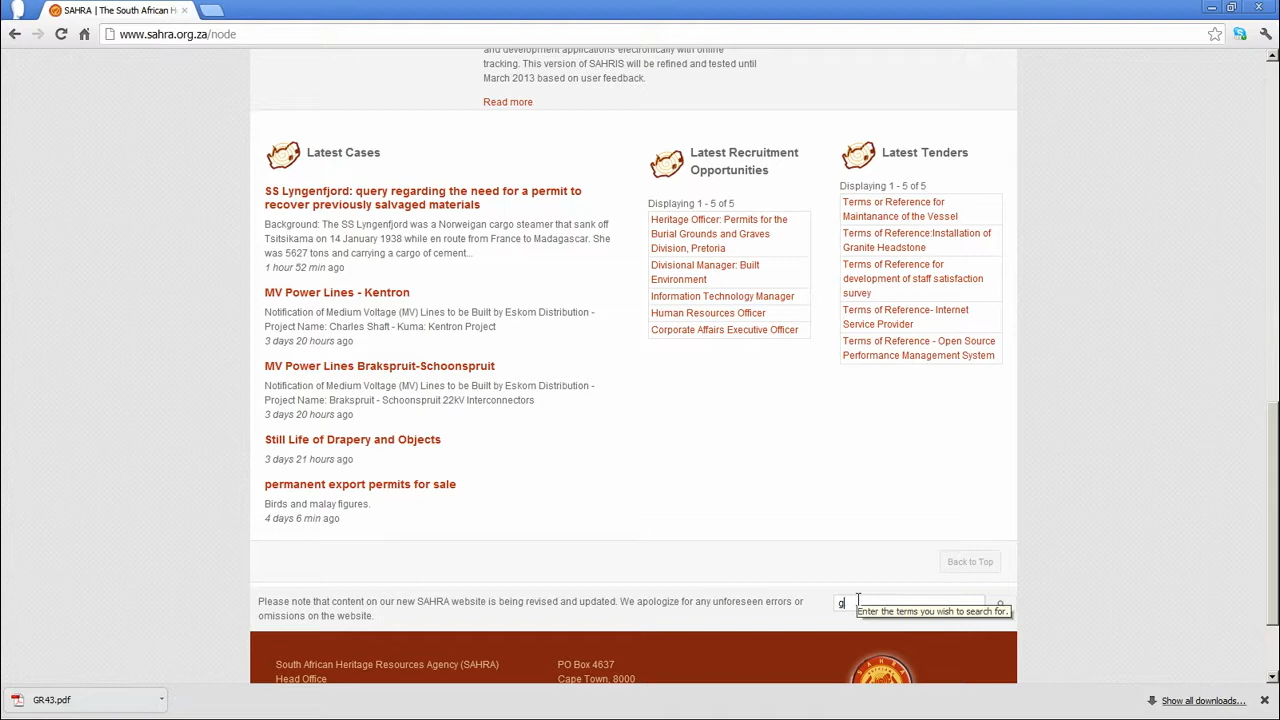 SAHRA | The South African H
www.sahra.org.za/node
and development applications electronically with online
tracking. This version of SAHRIS will be refined and tested until
March 2013 based on user feedback.
Read more
Latest Cases
SS Lyngenfjord: query regarding the need for a permit to
recover previously salvaged materials
Background: The SS Lyngenfjord was a Norweigan cargo steamer that sank off
Tsitsikama on 14 January 1938 while en route from France to Madagascar. She
was 5627 tons and carrying a cargo of cement...
1 hour 52 min ago
MV Power Lines - Kentron
Notification of Medium Voltage (MV) Lines to be Built by Eskom Distribution -
Project Name: Charles Shaft - Kuma: Kentron Project
3 days 20 hours ago
MV Power Lines Brakspruit-Schoonspruit
Notification of Medium Voltage (MV) Lines to be Built by Eskom Distribution -
Project Name: Brakspruit - Schoonspruit 22kV Interconnectors
3 days 20 hours ago
Still Life of Drapery and Objects
3 days 21 hours ago
permanent export permits for sale
Birds and malay figures.
4 days 6 min ago
Latest Recruitment
Opportunities
Displaying 1 - 5 of 5
Heritage Officer: Permits for the
Burial Grounds and Graves
Division, Pretoria
Divisional Manager: Built
Environment
Information Technology Manager
Human Resources Officer
Corporate Affairs Executive Officer
Latest Tenders
Displaying 1 - 5 of 5
Terms or Reference for
Maintanance of the Vessel
Terms of Reference:Installation of
Granite Headstone
Terms of Reference for
development of staff satisfaction
survey
Terms of Reference- Internet
Service Provider
Terms of Reference - Open Source
Performance Management System
Back to Top
Please note that content on our new SAHRA website is being revised and updated. We apologize for any unforeseen errors or
omissions on the website.
g
Enter the terms you wish to search for.
South African Heritage Resources Agency (SAHRA)
Head Office
PO Box 4637
Cape Town, 8000
SAHRA
GR43.pdf
Show all downloads...